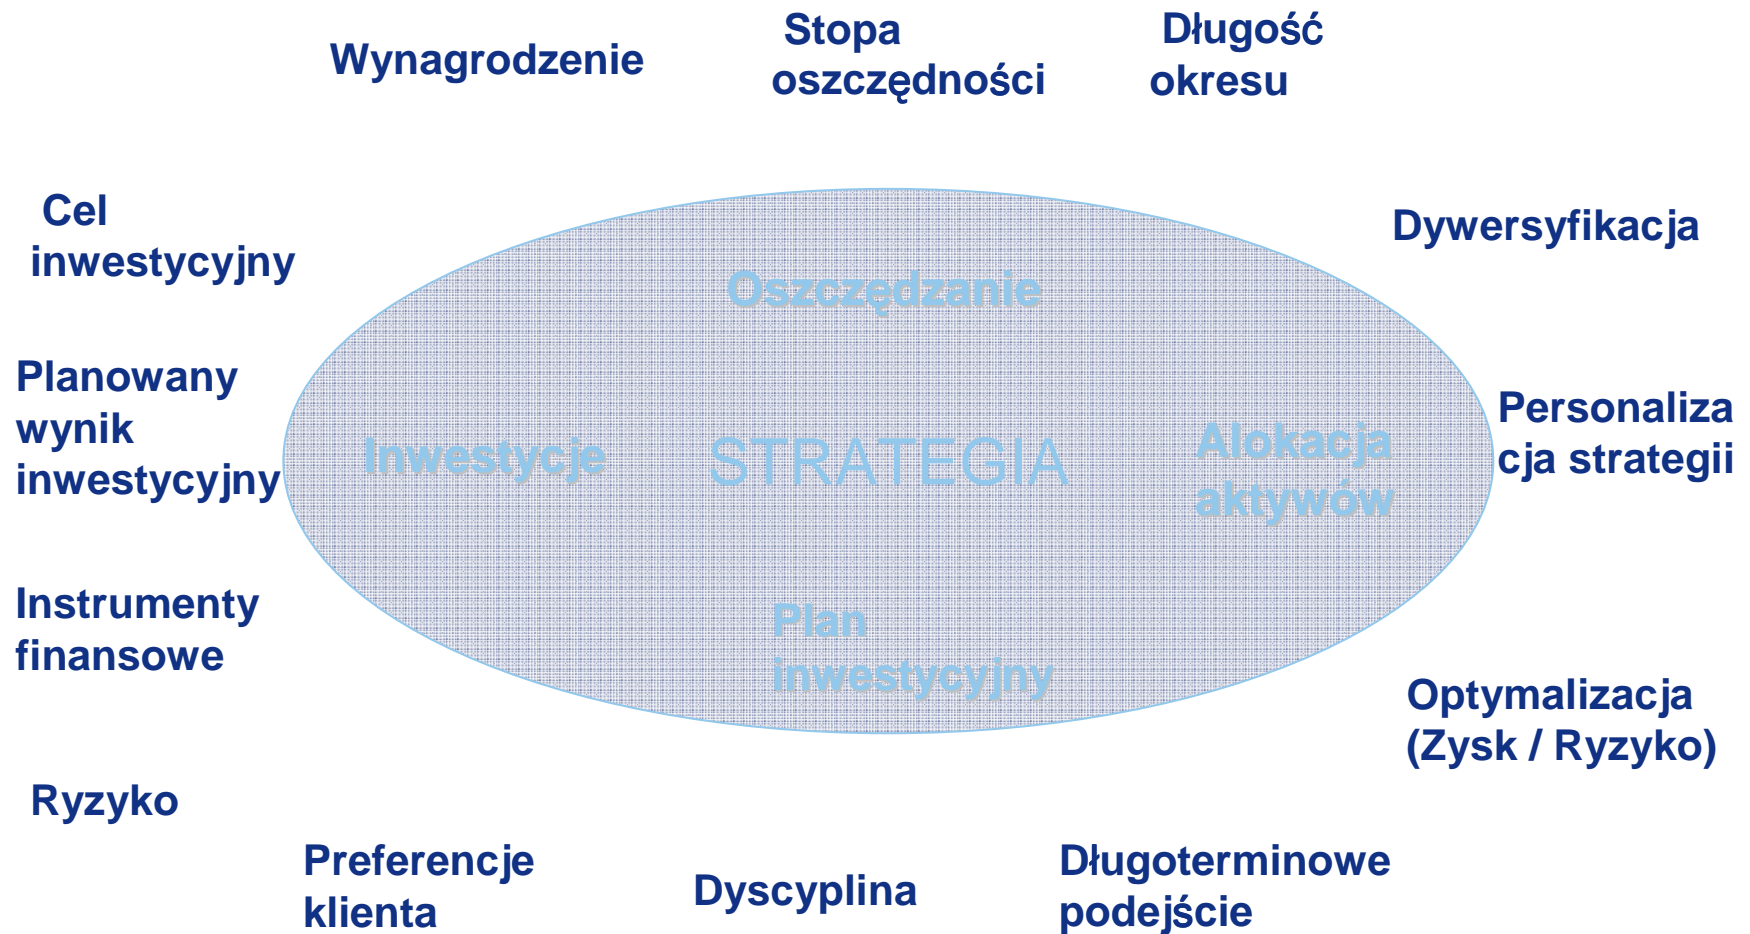 Wynagrodzenie
Stopa
oszczędności
Długość
okresu
Cel
inwestycyjny
Dywersyfikacja
Oszczędzanie
Planowany
wynik
inwestycyjny
Inwestycje
STRATEGIA
Alokacja
aktywów
Personaliza
cja strategii
Instrumenty
finansowe
Plan
inwestycyjny
Optymalizacja
(Zysk / Ryzyko)
Ryzyko
Preferencje
klienta
Dyscyplina
Długoterminowe
podejście